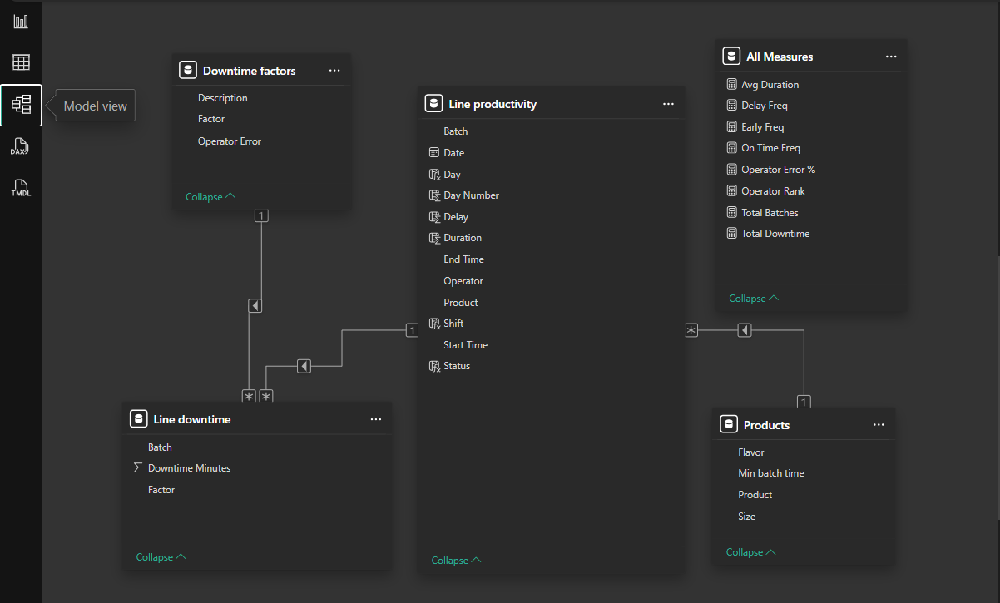 Model view
DAX
TMDL
Downtime factors
Description
Factor
Operator Error
Collapse
1
Line productivity
Batch
Date
Day
Day Number
Delay
Duration
End Time
Operator
Product
Shift
Start Time
Status
Collapse
1
*
All Measures
Avg Duration
Delay Freq
Early Freq
On Time Freq
Operator Error %
Operator Rank
Total Batches
Total Downtime
Collapse
* *
Line downtime
Batch
Σ Downtime Minutes
Factor
Collapse
1
Products
Flavor
Min batch time
Product
Size
Collapse